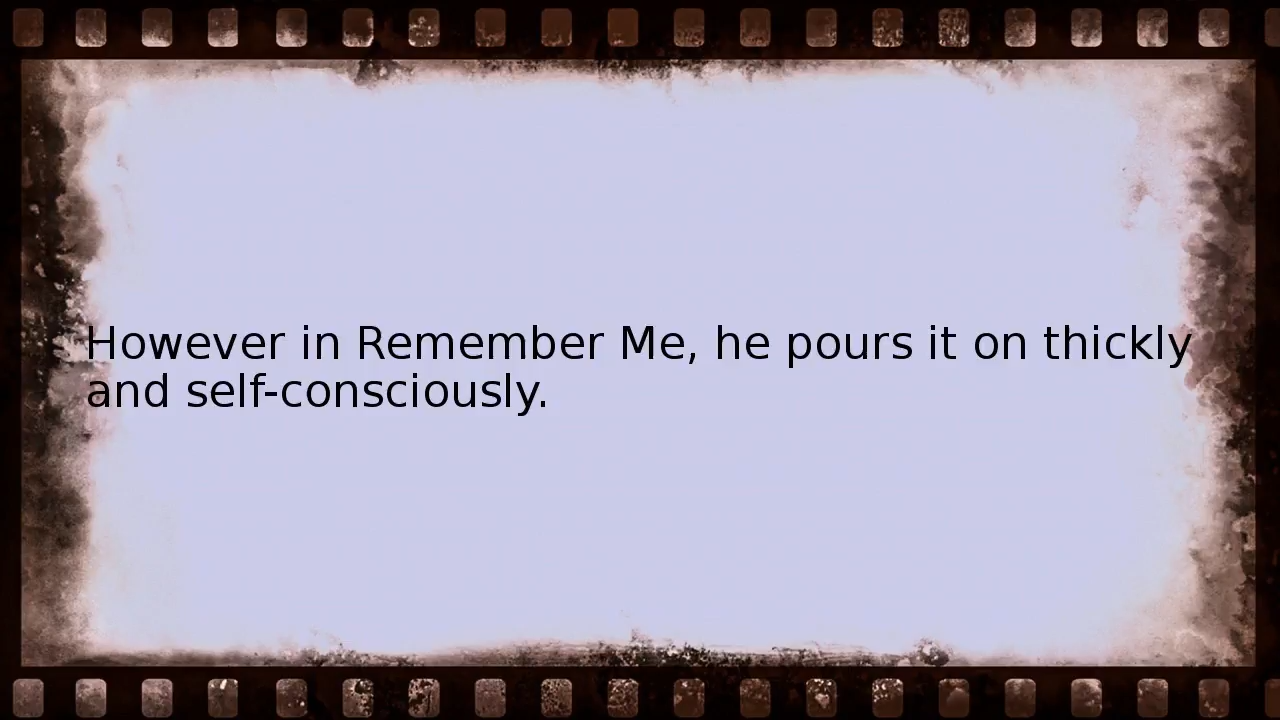 However in Remember Me, he pours it on thickly
and self-consciously.